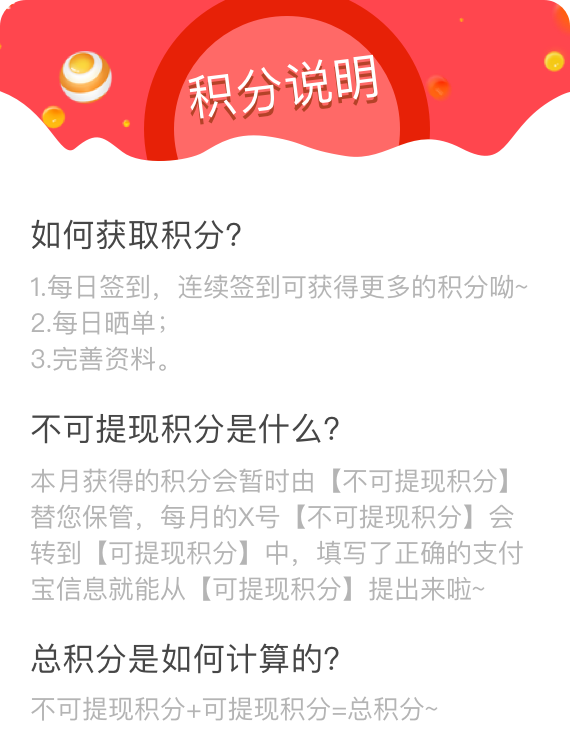 积分说明
如何获取积分？
1.每日签到，连续签到可获得更多的积分呦~
2.每日晒单；
3.完善资料。
不可提现积分是什么？
本月获得的积分会暂时由【不可提现积分】
替您保管，每月的X号【不可提现积分】会
转到【可提现积分】中，填写了正确的支付
宝信息就能从【可提现积分】提出来啦~
总积分是如何计算的？
不可提现积分+可提现积分=总积分~